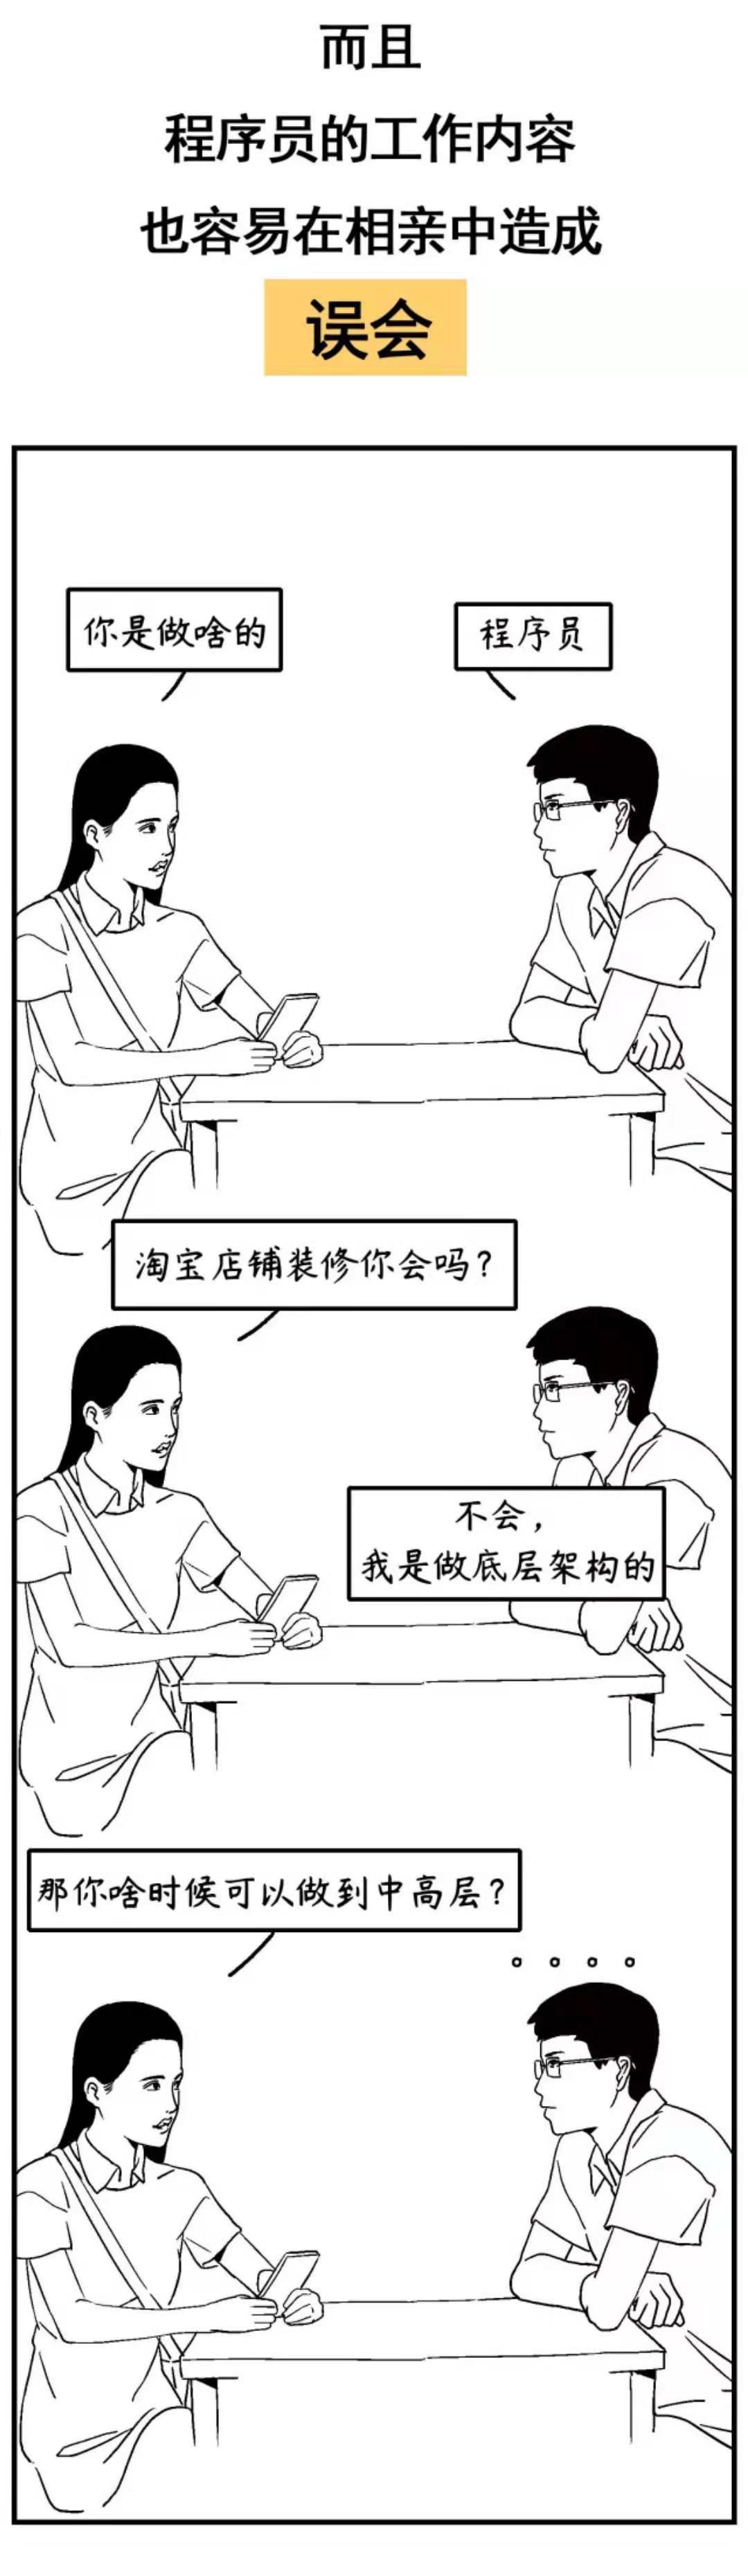 而且
程序员的工作内容
也容易在相亲中造成
误会
你是做啥的
程序员
淘宝店铺装修你会吗？
不会，
我是做底层架构的
那你啥时候可以做到中高层？